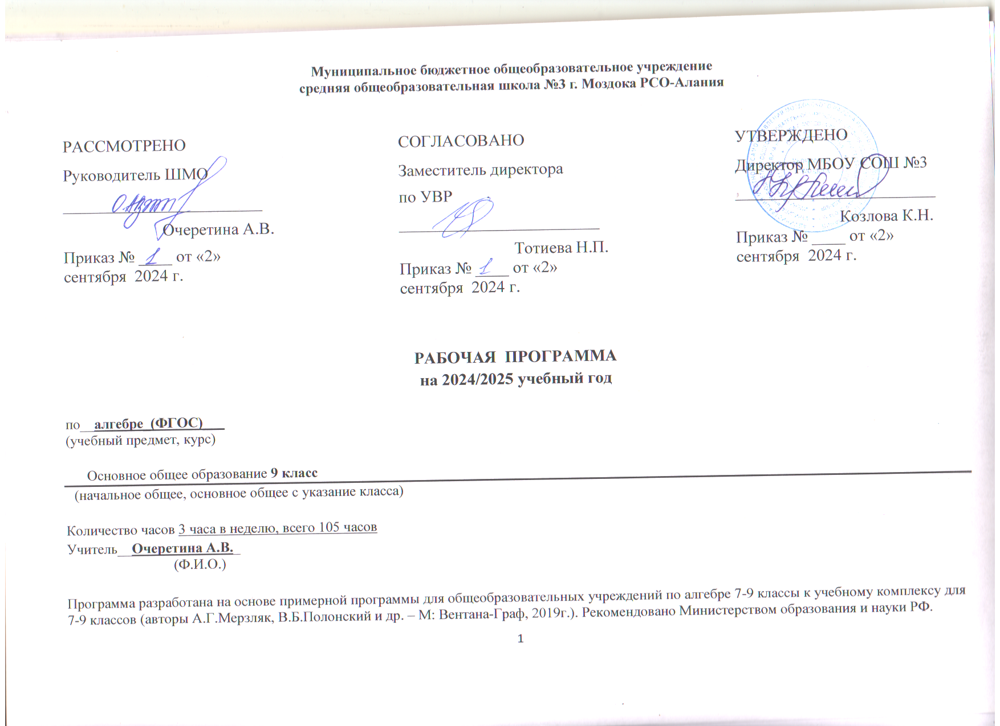 Муниципальное бюджетное общеобразовательное учреждение
средняя общеобразовательная школа №3 г. Моздока РСО-Алания
РАССМОТРЕНО
Руководитель ШМО
Очеретина А.В.
Приказ № 1 от «2»
сентября 2024 г.
СОГЛАСОВАНО
Заместитель директора
по УВР
Тотиева Н.П.
Приказ № 1 от «2»
сентября 2024 г.
УТВЕРЖДЕНО
Директор МБОУ СОШ №3
Козлова К.Н.
Приказ № ____ от «2»
сентября 2024 г.
РАБОЧАЯ ПРОГРАММА
на 2024/2025 учебный год
по алгебре (ФГОС)
(учебный предмет, курс)
Основное общее образование 9 класс
(начальное общее, основное общее с указание класса)
Количество часов 3 часа в неделю, всего 105 часов
Учитель Очеретина А.В.
(Ф.И.О.)
Программа разработана на основе примерной программы для общеобразовательных учреждений по алгебре 7-9 классы к учебному комплексу для
7-9 классов (авторы А.Г.Мерзляк, В.Б.Полонский и др. – М: Вентана-Граф, 2019г.). Рекомендовано Министерством образования и науки РФ.
1